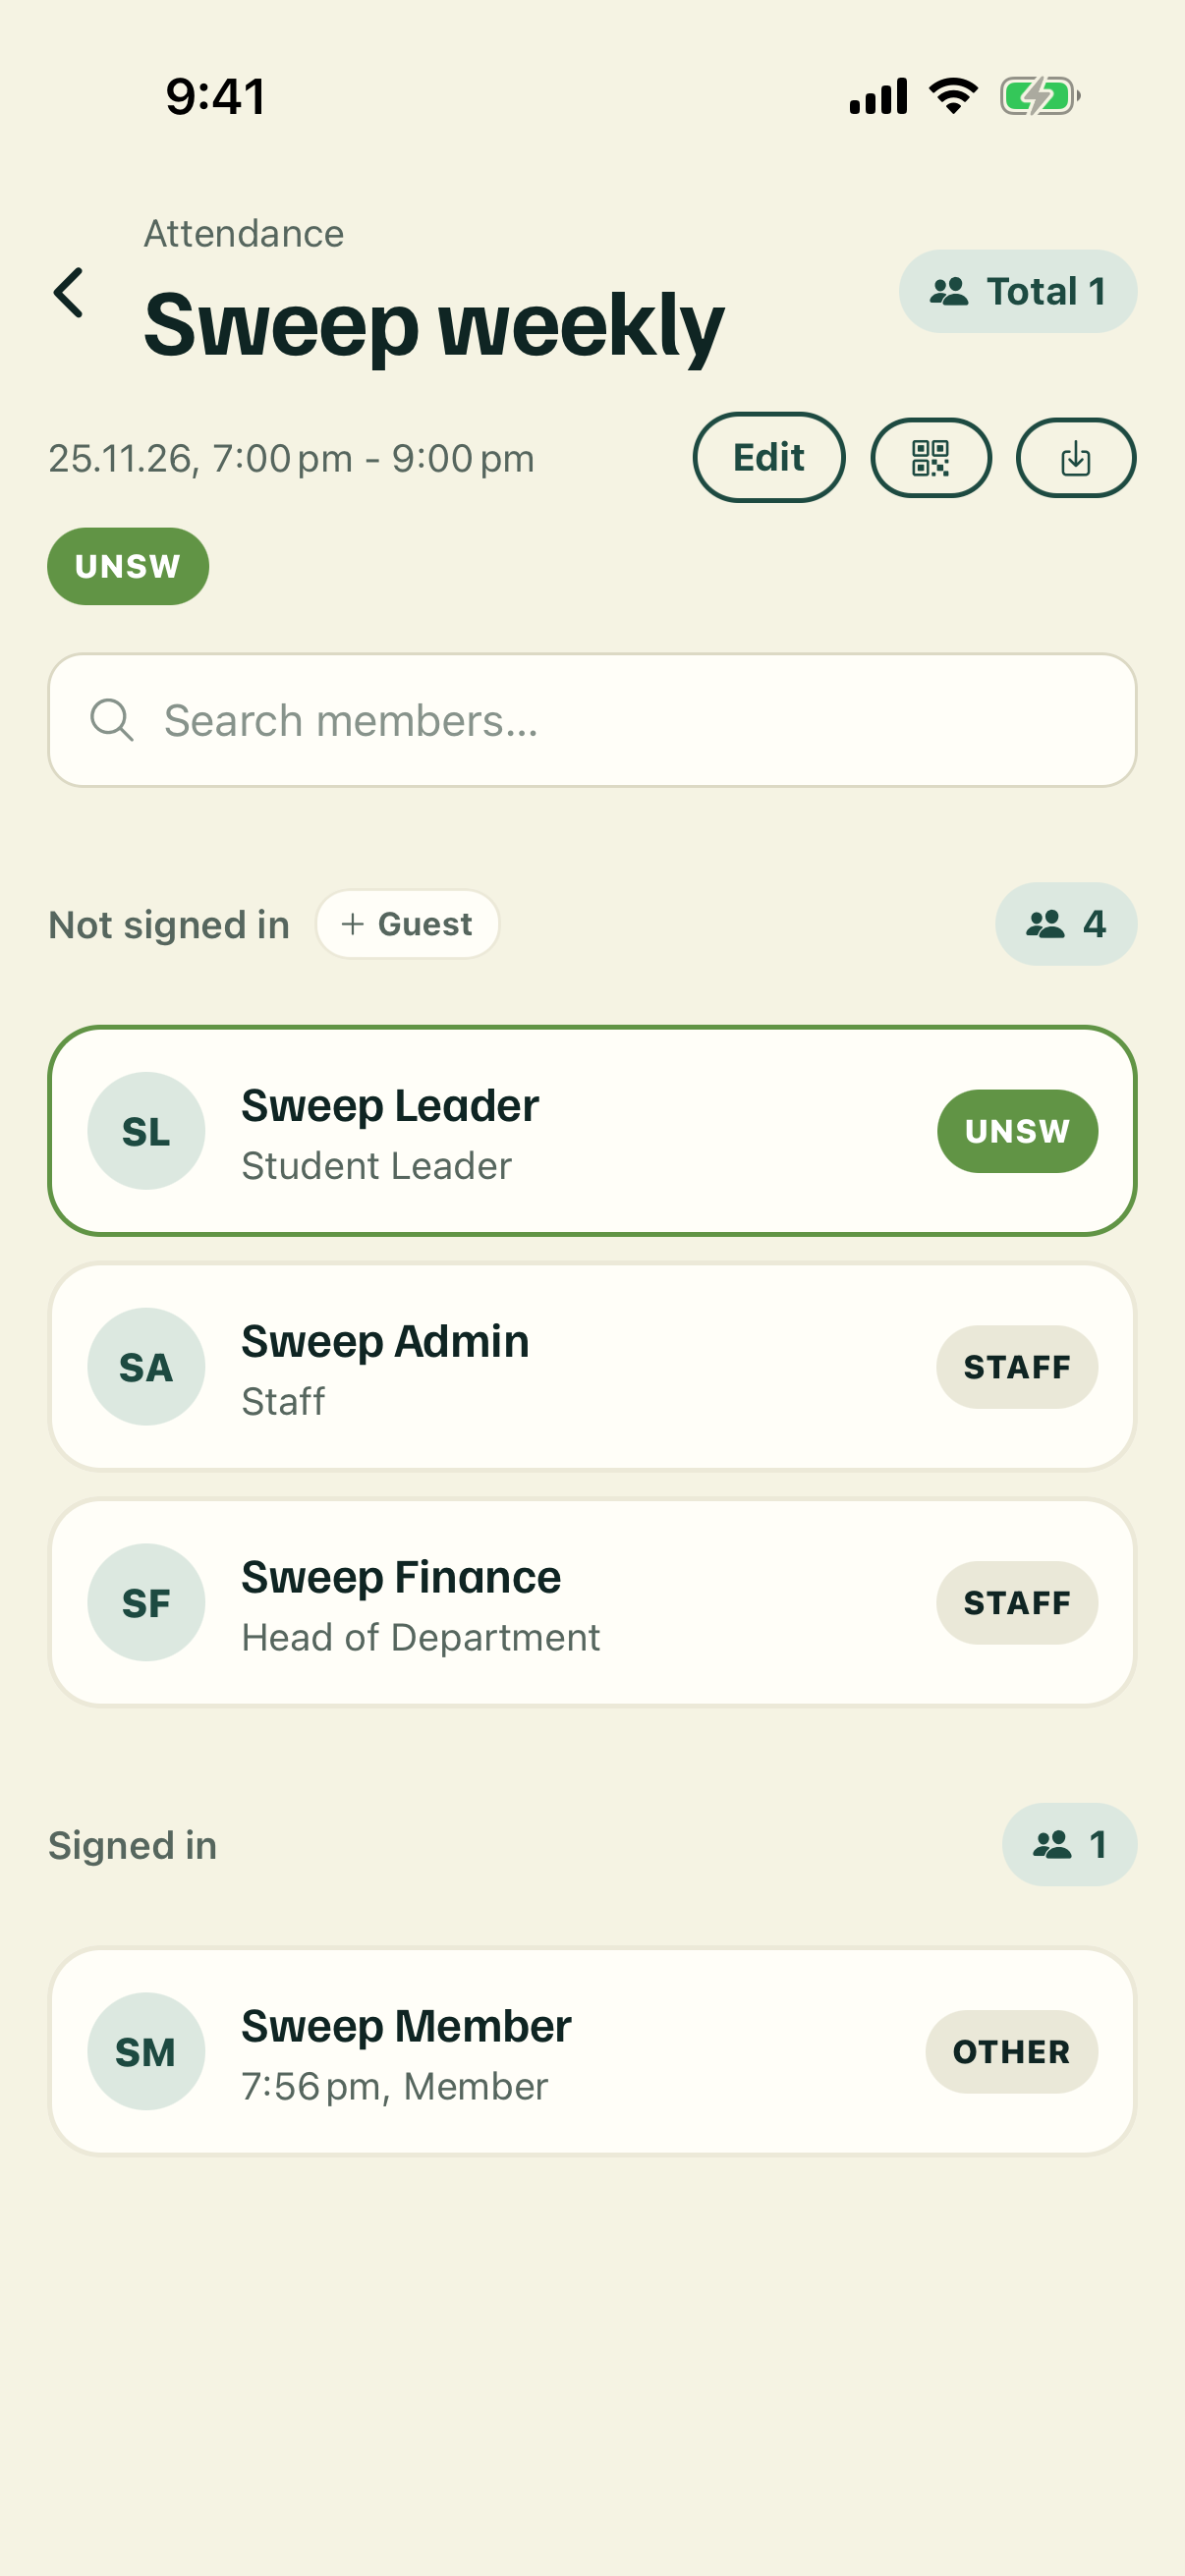 9:41
Attendance
Sweep weekly
Total 1
25.11.26, 7:00 pm - 9:00 pm
Edit
UNSW
Search members...
Not signed in
+ Guest
4
SL
Sweep Leader
Student Leader
UNSW
SA
Sweep Admin
Staff
STAFF
SF
Sweep Finance
Head of Department
STAFF
Signed in
1
SM
Sweep Member
7:56 pm, Member
OTHER